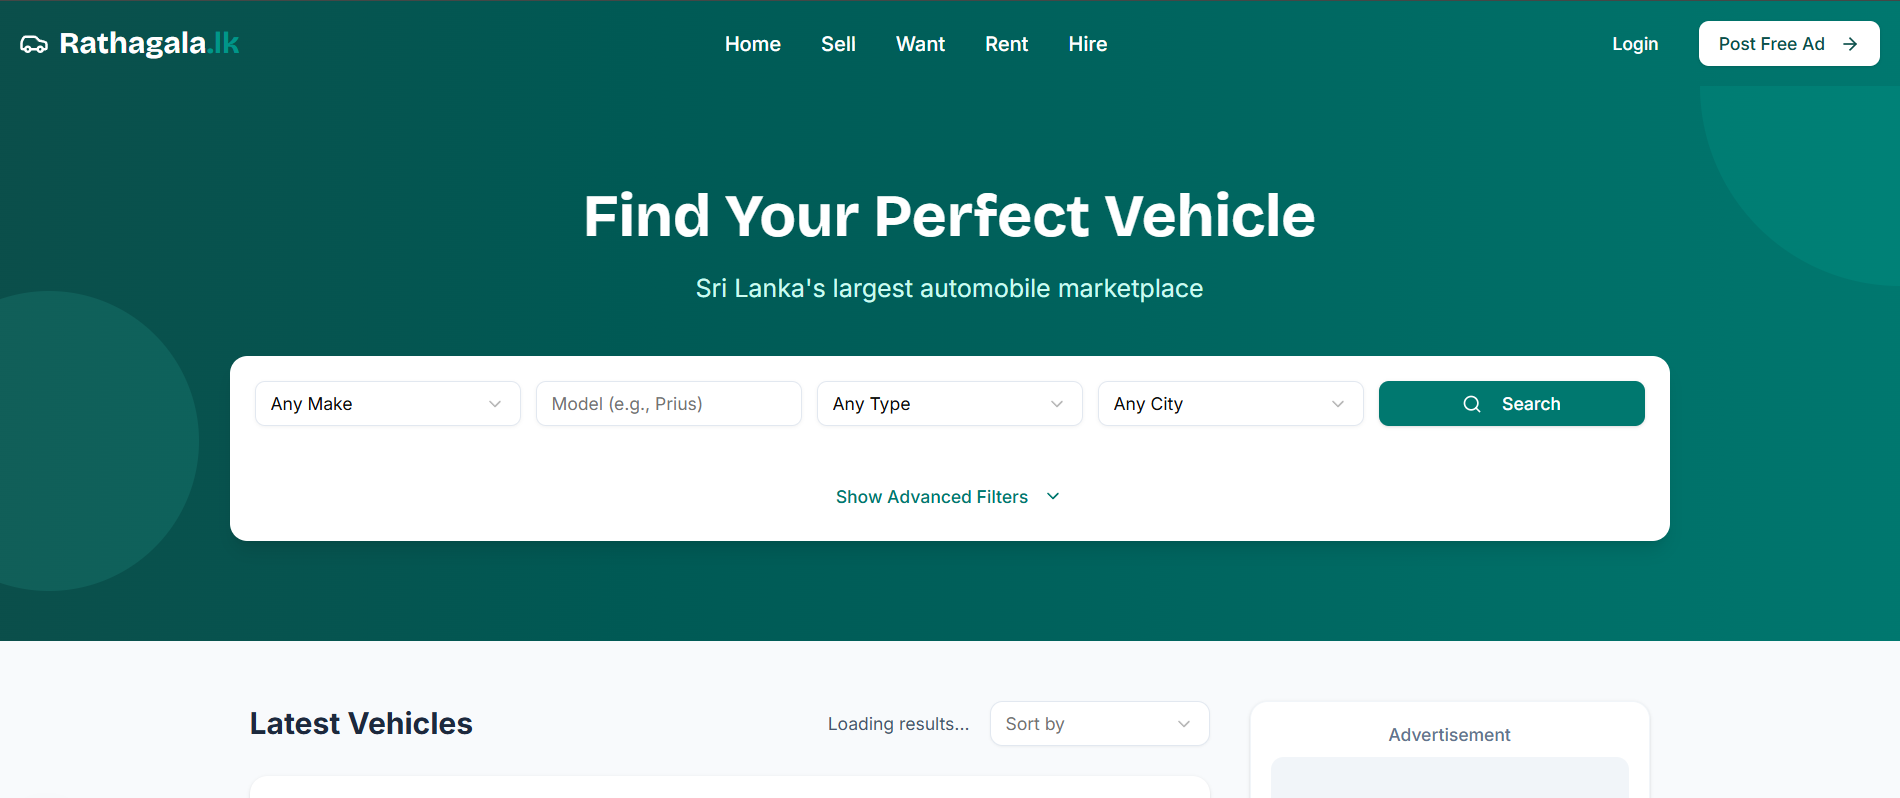 Rathagala.lk
Home Sell Want Rent Hire
Login
Post Free Ad
Find Your Perfect Vehicle
Sri Lanka's largest automobile marketplace
Any Make
Model (e.g., Prius)
Any Type
Any City
Search
Show Advanced Filters
Latest Vehicles
Loading results...
Sort by
Advertisement